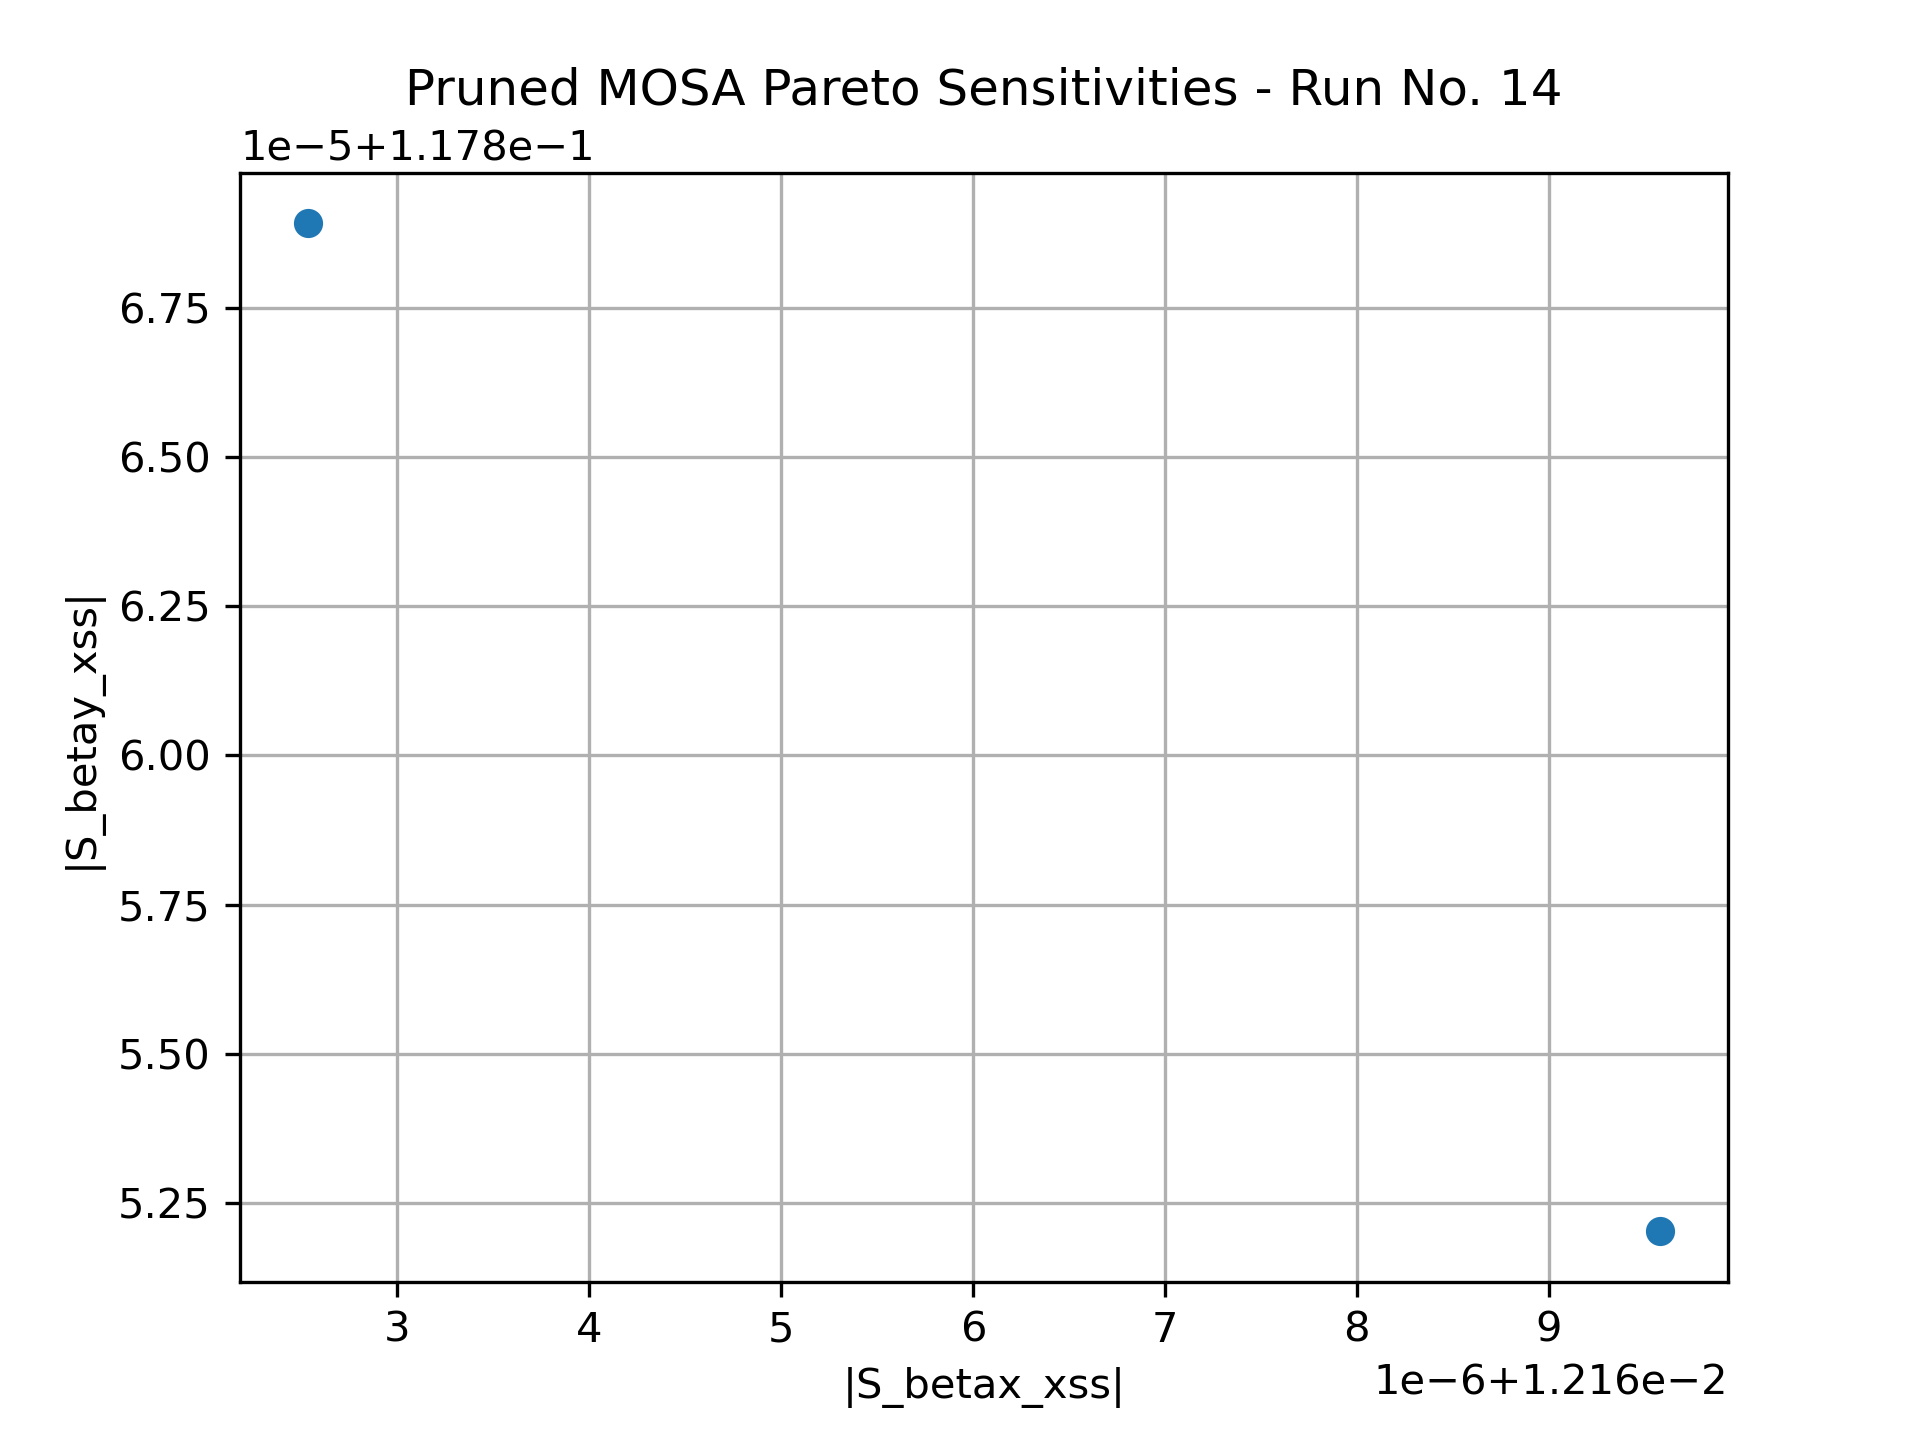 Pruned MOSA Pareto Sensitivities - Run No. 14
1e−5+1.178e−1
6.75
6.50
6.25
6.00
5.75
5.50
5.25
|S_betay_xss|
3 4 5 6 7 8 9
|S_betax_xss|
1e−6+1.216e−2